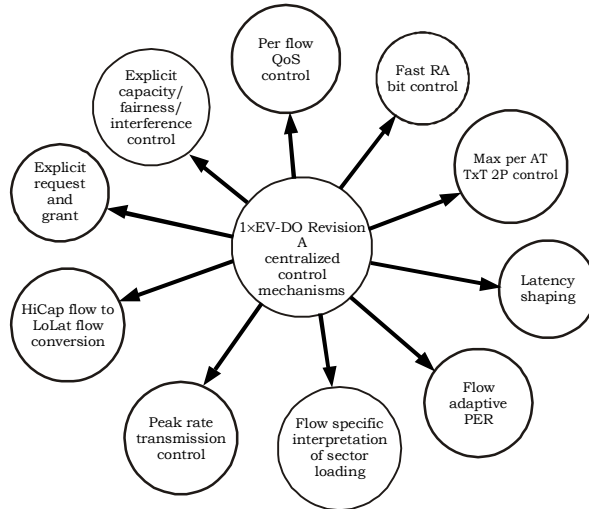 Per flow
QoS
control
Fast RA
bit control
Explicit
capacity/
fairness/
interference
control
Max per AT
TxT 2P control
Explicit
request
and
grant
1×EV-DO Revision
A
centralized
control
mechanisms
Latency
shaping
HiCap flow to
LoLat flow
conversion
Flow
adaptive
PER
Peak rate
transmission
control
Flow specific
interpretation
of sector
loading